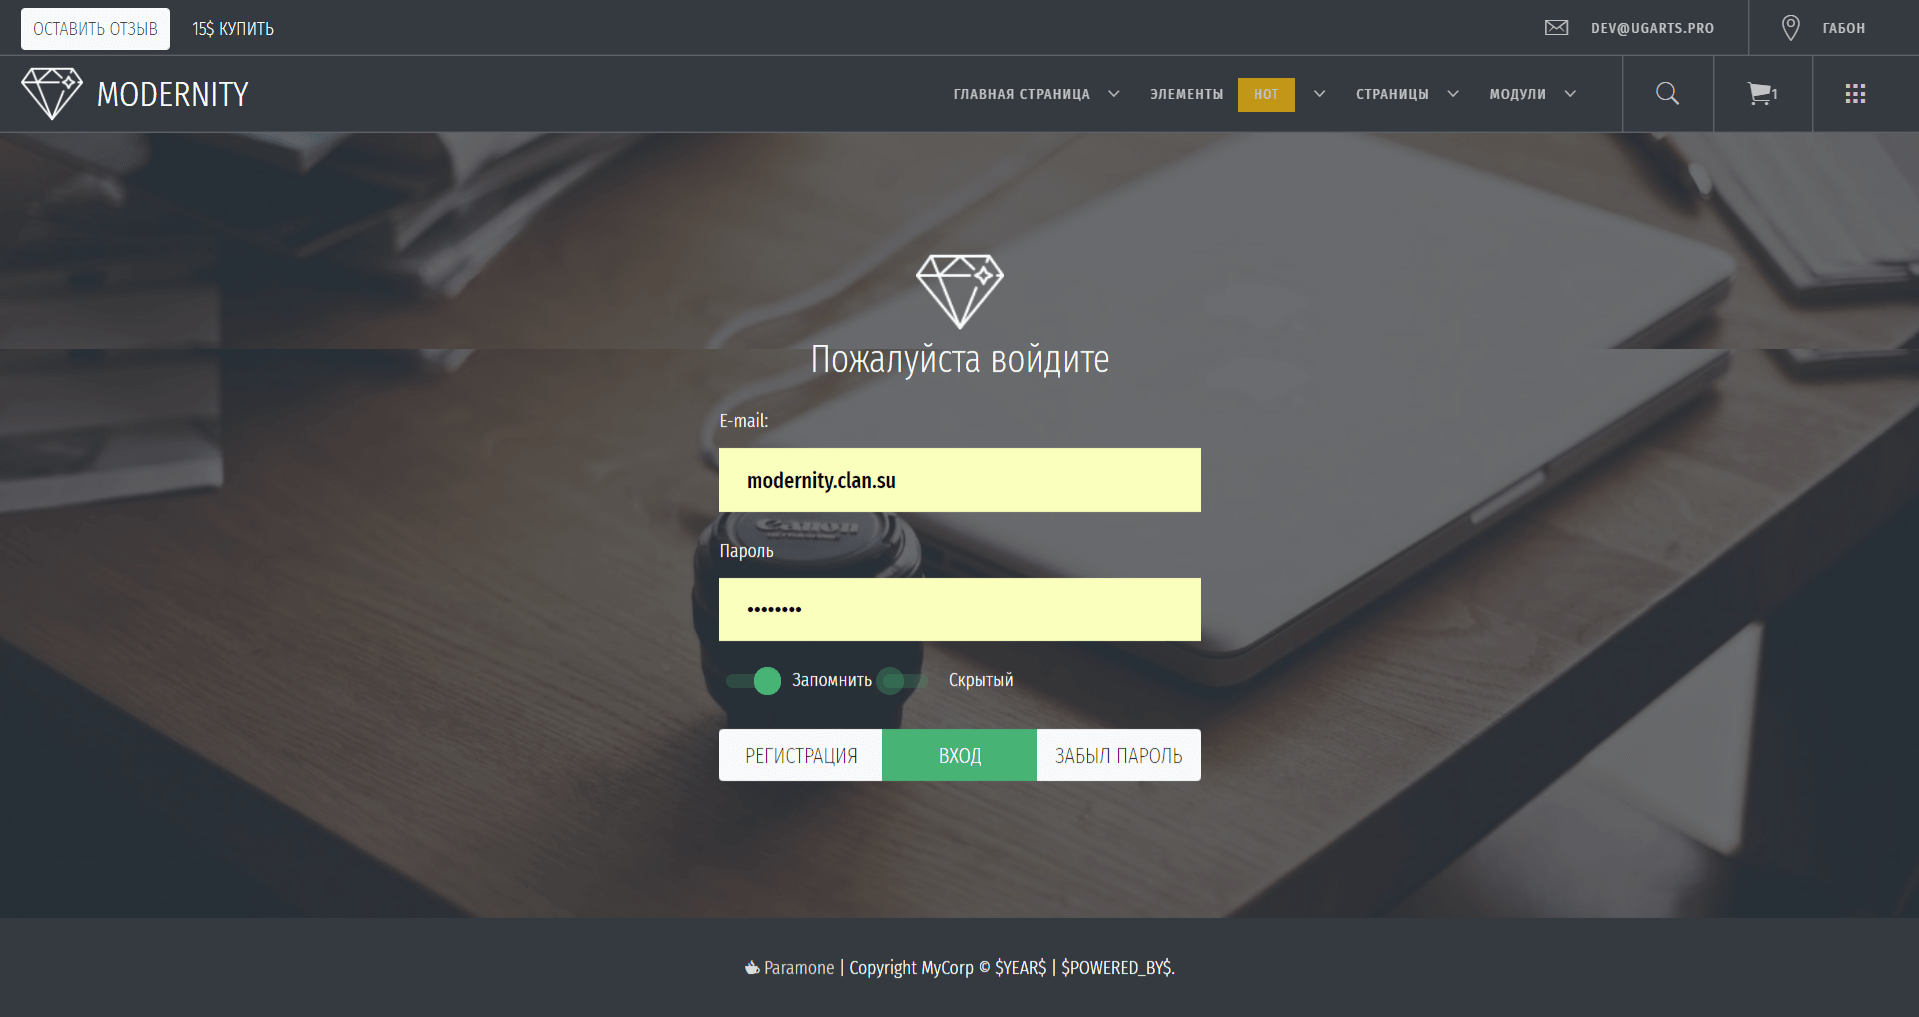 ОСТАВИТЬ ОТЗЫВ 15$ КУПИТЬ DEV@UGARTS.PRO ГАБОН
MODERNITY ГЛАВНАЯ СТРАНИЦА ЭЛЕМЕНТЫ HOT СТРАНИЦЫ МОДУЛИ 1
Пожалуйста войдите
E-mail:
modernity.clan.su
Canon
Пароль
••••••••
Запомнить Скрытый
РЕГИСТРАЦИЯ ВХОД ЗАБЫЛ ПАРОЛЬ
Paramone | Copyright MyCorp © $YEAR$ | $POWERED_BY$.